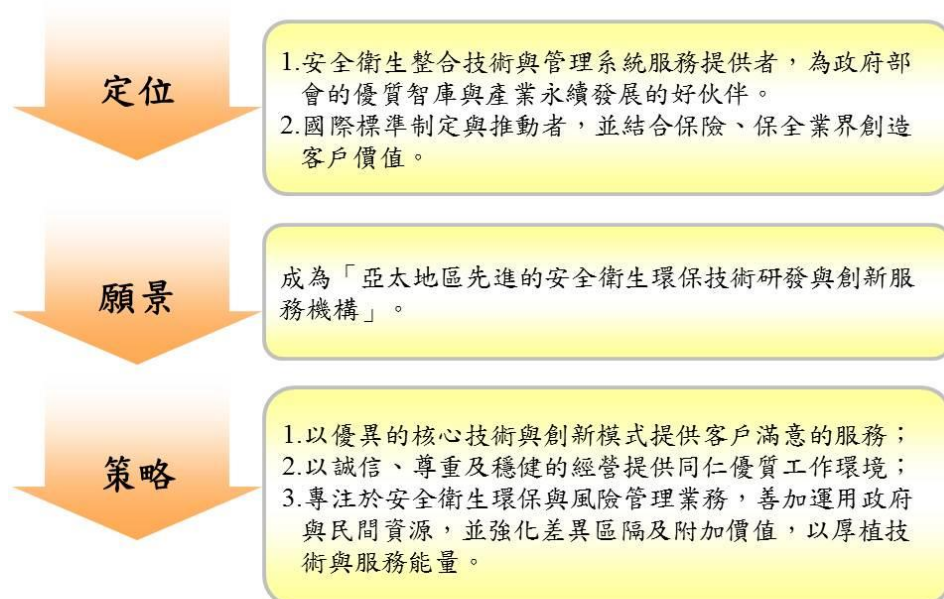 定位
1.安全衛生整合技術與管理系統服務提供者，為政府部
會的優質智庫與產業永續發展的好伙伴。
2.國際標準制定與推動者，並結合保險、保全業界創造
客戶價值。
願景
成為「亞太地區先進的安全衛生環保技術研發與創新服
務機構」。
策略
1.以優異的核心技術與創新模式提供客戶滿意的服務；
2.以誠信、尊重及穩健的經營提供同仁優質工作環境；
3.專注於安全衛生環保與風險管理業務，善加運用政府
與民間資源，並強化差異區隔及附加價值，以厚植技
術與服務能量。